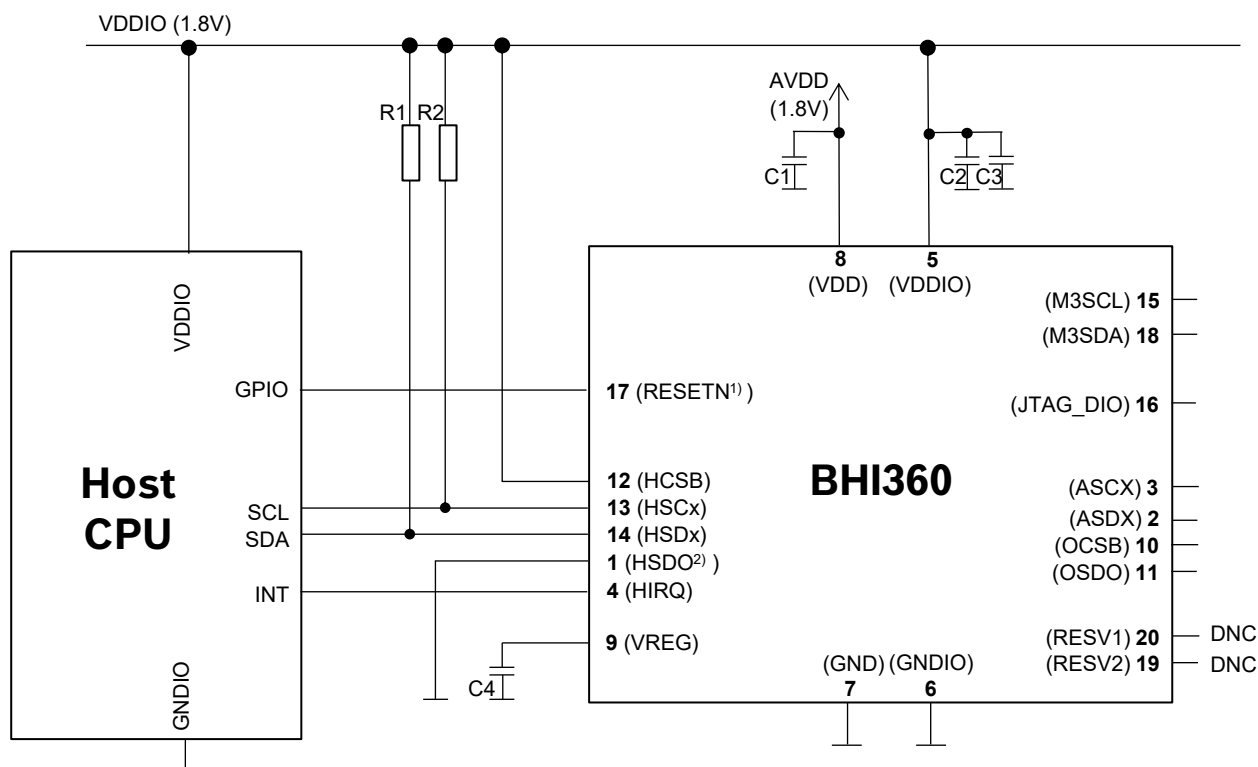 VDDIO (1.8V)
AVDD
(1.8V)
R1
R2
C1
C2
C3
8
(VDD)
5
(VDDIO)
VDDIO
GPIO
SCL
SDA
INT
GNDIO
Host
CPU
17 (RESETN1) )
12 (HCSB)
13 (HSCx)
14 (HSDx)
1 (HSDO2) )
4 (HIRQ)
9 (VREG)
C4
BHI360
(M3SCL) 15
(M3SDA) 18
(JTAG_DIO) 16
(ASCX) 3
(ASDX) 2
(OCSB) 10
(OSDO) 11
(RESV1) 20 DNC
(RESV2) 19 DNC
(GND) (GNDIO)
7 6